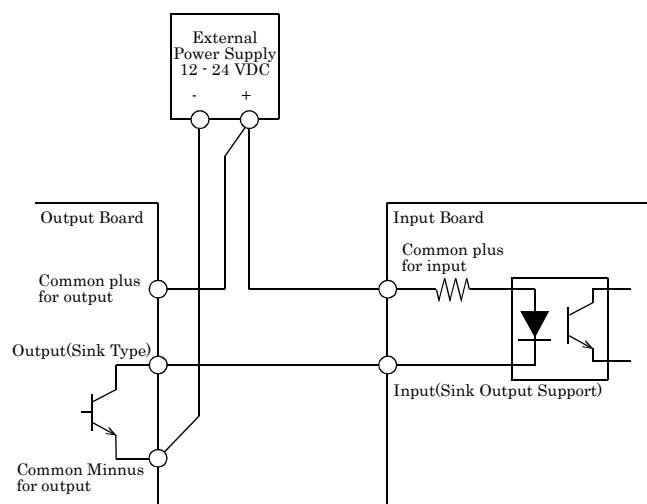 External
Power Supply
12 - 24 VDC
- +
Output Board
Input Board
Common plus
for input
Common plus
for output
Output(Sink Type)
Input(Sink Output Support)
Common Minnus
for output